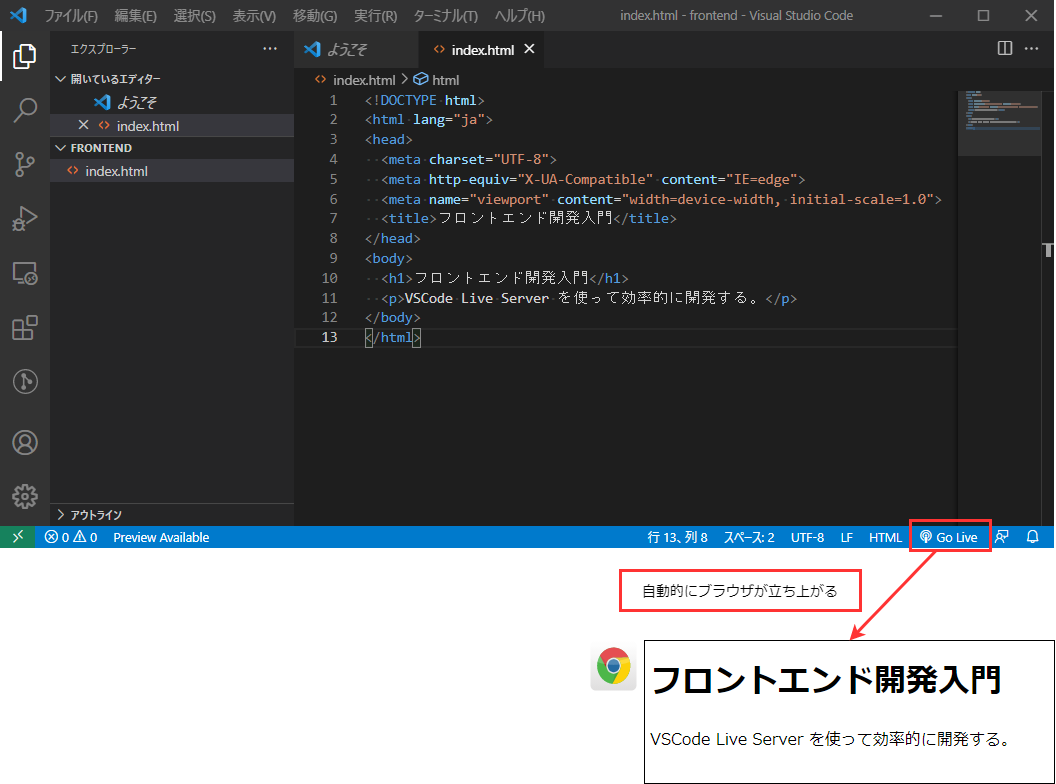 ファイル(F) 編集(E) 選択(S) 表示(V) 移動(G) 実行(R) ターミナル(T) ヘルプ(H) index.html - frontend - Visual Studio Code
エクスプローラー
開いているエディター
ようこそ
index.html
FRONTEND
index.html
アウトライン
ようこそ index.html
index.html > html
1 <!DOCTYPE html>
2 <html lang="ja">
3 <head>
4 <meta charset="UTF-8">
5 <meta http-equiv="X-UA-Compatible" content="IE=edge">
6 <meta name="viewport" content="width=device-width, initial-scale=1.0">
7 <title>フロントエンド開発入門</title>
8 </head>
9 <body>
10 <h1>フロントエンド開発入門</h1>
11 <p>VSCode Live Server を使って効率的に開発する。</p>
12 </body>
13 </html>
0 0 Preview Available 行 13、列 8 スペース: 2 UTF-8 LF HTML Go Live
自動的にブラウザが立ち上がる
フロントエンド開発入門
VSCode Live Server を使って効率的に開発する。